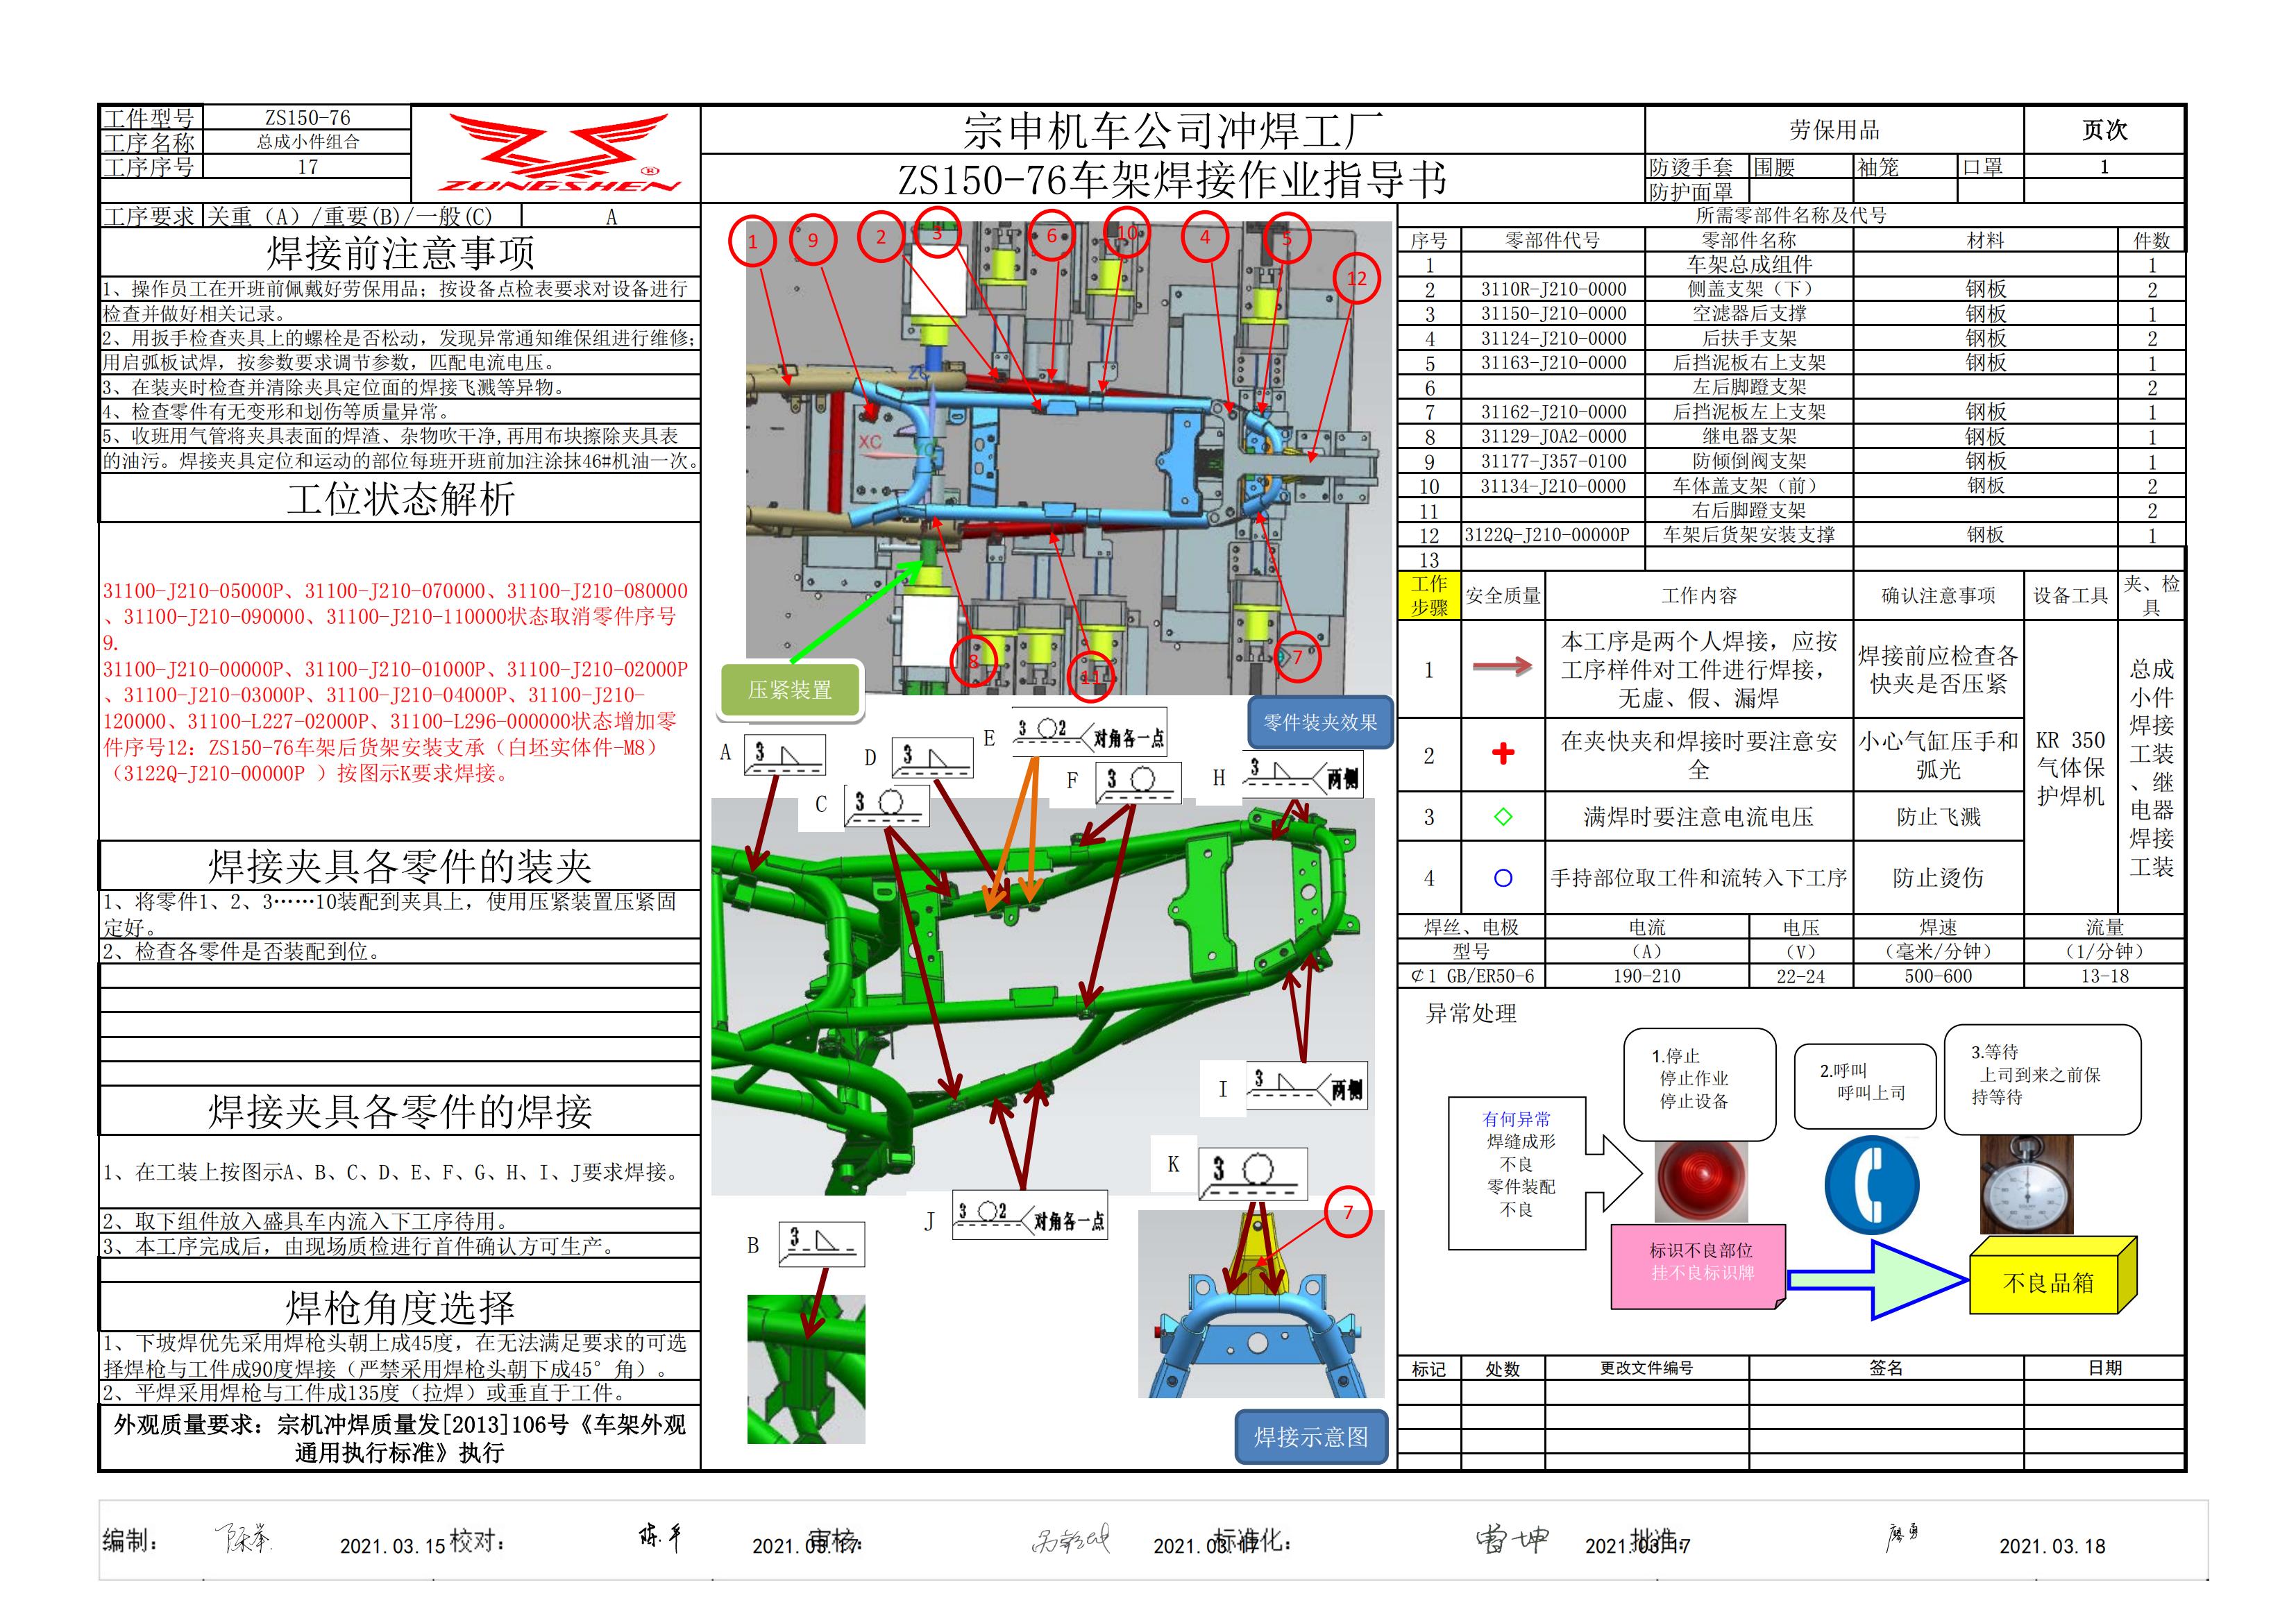 工件型号 ZS150-76
工序名称 总成小件组合
工序序号 17
ZONGSHEN ®
宗申机车公司冲焊工厂
ZS150-76车架焊接作业指导书
劳保用品 页次
防烫手套 围腰 袖笼 口罩 1
防护面罩
工序要求 关重（A）/重要(B)/一般(C) A
焊接前注意事项
1、操作员工在开班前佩戴好劳保用品；按设备点检表要求对设备进行
检查并做好相关记录。
2、用扳手检查夹具上的螺栓是否松动，发现异常通知维保组进行维修；
用启弧板试焊，按参数要求调节参数，匹配电流电压。
3、在装夹时检查并清除夹具定位面的焊接飞溅等异物。
4、检查零件有无变形和划伤等质量异常。
5、收班用气管将夹具表面的焊渣、杂物吹干净,再用布块擦除夹具表
的油污。焊接夹具定位和运动的部位每班开班前加注涂抹46#机油一次。
工位状态解析
31100-J210-05000P、31100-J210-070000、31100-J210-080000
、31100-J210-090000、31100-J210-110000状态取消零件序号
9.
31100-J210-00000P、31100-J210-01000P、31100-J210-02000P
、31100-J210-03000P、31100-J210-04000P、31100-J210-
120000、31100-L227-02000P、31100-L296-000000状态增加零
件序号12：ZS150-76车架后货架安装支承（白坯实体件-M8）
（3122Q-J210-00000P ）按图示K要求焊接。
焊接夹具各零件的装夹
1、将零件1、2、3……10装配到夹具上，使用压紧装置压紧固
定好。
2、检查各零件是否装配到位。
焊接夹具各零件的焊接
1、在工装上按图示A、B、C、D、E、F、G、H、I、J要求焊接。
2、取下组件放入盛具车内流入下工序待用。
3、本工序完成后，由现场质检进行首件确认方可生产。
焊枪角度选择
1、下坡焊优先采用焊枪头朝上成45度，在无法满足要求的可选
择焊枪与工件成90度焊接（严禁采用焊枪头朝下成45°角）。
2、平焊采用焊枪与工件成135度（拉焊）或垂直于工件。
外观质量要求：宗机冲焊质量发[2013]106号《车架外观
通用执行标准》执行
1 9 2 3 6 10 4 5
12
ZC
XC
YC
8 11 7
压紧装置
零件装夹效果
A 3
D 3
E 3 2 对角各一点
C 3
F 3
H 3 两侧
I 3 两侧
K 3
J 3 2 对角各一点
B 3
7
焊接示意图
所需零部件名称及代号
序号 零部件代号 零部件名称 材料 件数
1 车架总成组件 1
2 3110R-J210-0000 侧盖支架（下） 钢板 2
3 31150-J210-0000 空滤器后支撑 钢板 1
4 31124-J210-0000 后扶手支架 钢板 2
5 31163-J210-0000 后挡泥板右上支架 钢板 1
6 左后脚蹬支架 2
7 31162-J210-0000 后挡泥板左上支架 钢板 1
8 31129-J0A2-0000 继电器支架 钢板 1
9 31177-J357-0100 防倾倒阀支架 钢板 1
10 31134-J210-0000 车体盖支架（前） 钢板 2
11 右后脚蹬支架 2
12 3122Q-J210-00000P 车架后货架安装支撑 钢板 1
13
工作步骤 安全质量 工作内容 确认注意事项 设备工具 夹、检具
1 本工序是两个人焊接，应按
工序样件对工件进行焊接，
无虚、假、漏焊
焊接前应检查各
快夹是否压紧
2 在夹快夹和焊接时要注意安
全
小心气缸压手和
弧光
3 满焊时要注意电流电压 防止飞溅
4 手持部位取工件和流转入下工序 防止烫伤
KR 350
气体保
护焊机
总成
小件
焊接
工装
、继
电器
焊接
工装
焊丝、电极 电流 电压 焊速 流量
型号 （A） （V） （毫米/分钟） （1/分钟）
￠1 GB/ER50-6 190-210 22-24 500-600 13-18
异常处理
1.停止
停止作业
停止设备
2.呼叫
呼叫上司
3.等待
上司到来之前保
持等待
有何异常
焊缝成形
不良
零件装配
不良
标识不良部位
挂不良标识牌
不良品箱
标记 处数 更改文件编号 签名 日期
编制： 2021.03.15 校对： 2021.03.17 审核： 2021.03.17 标准化： 2021.03.17 批准： 2021.03.18